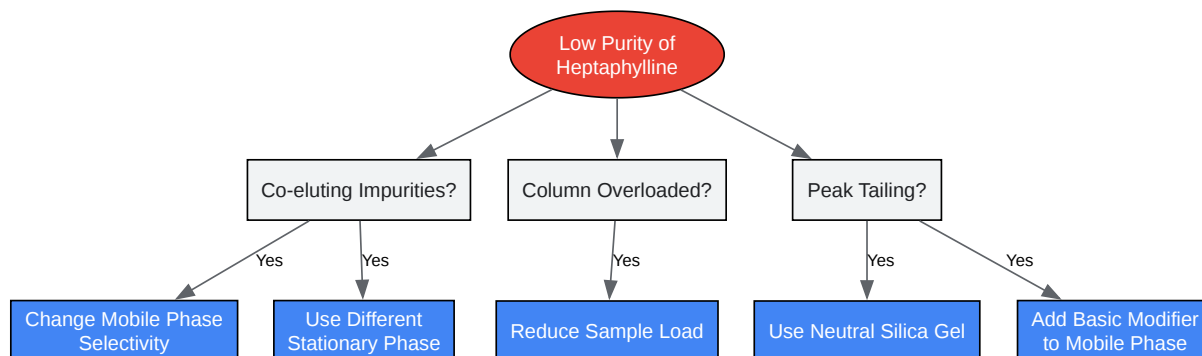 Low Purity of
Heptaphylline
Co-eluting Impurities?
Column Overloaded?
Peak Tailing?
Yes
Yes
Yes
Yes
Yes
Change Mobile Phase
Selectivity
Use Different
Stationary Phase
Reduce Sample Load
Use Neutral Silica Gel
Add Basic Modifier
to Mobile Phase